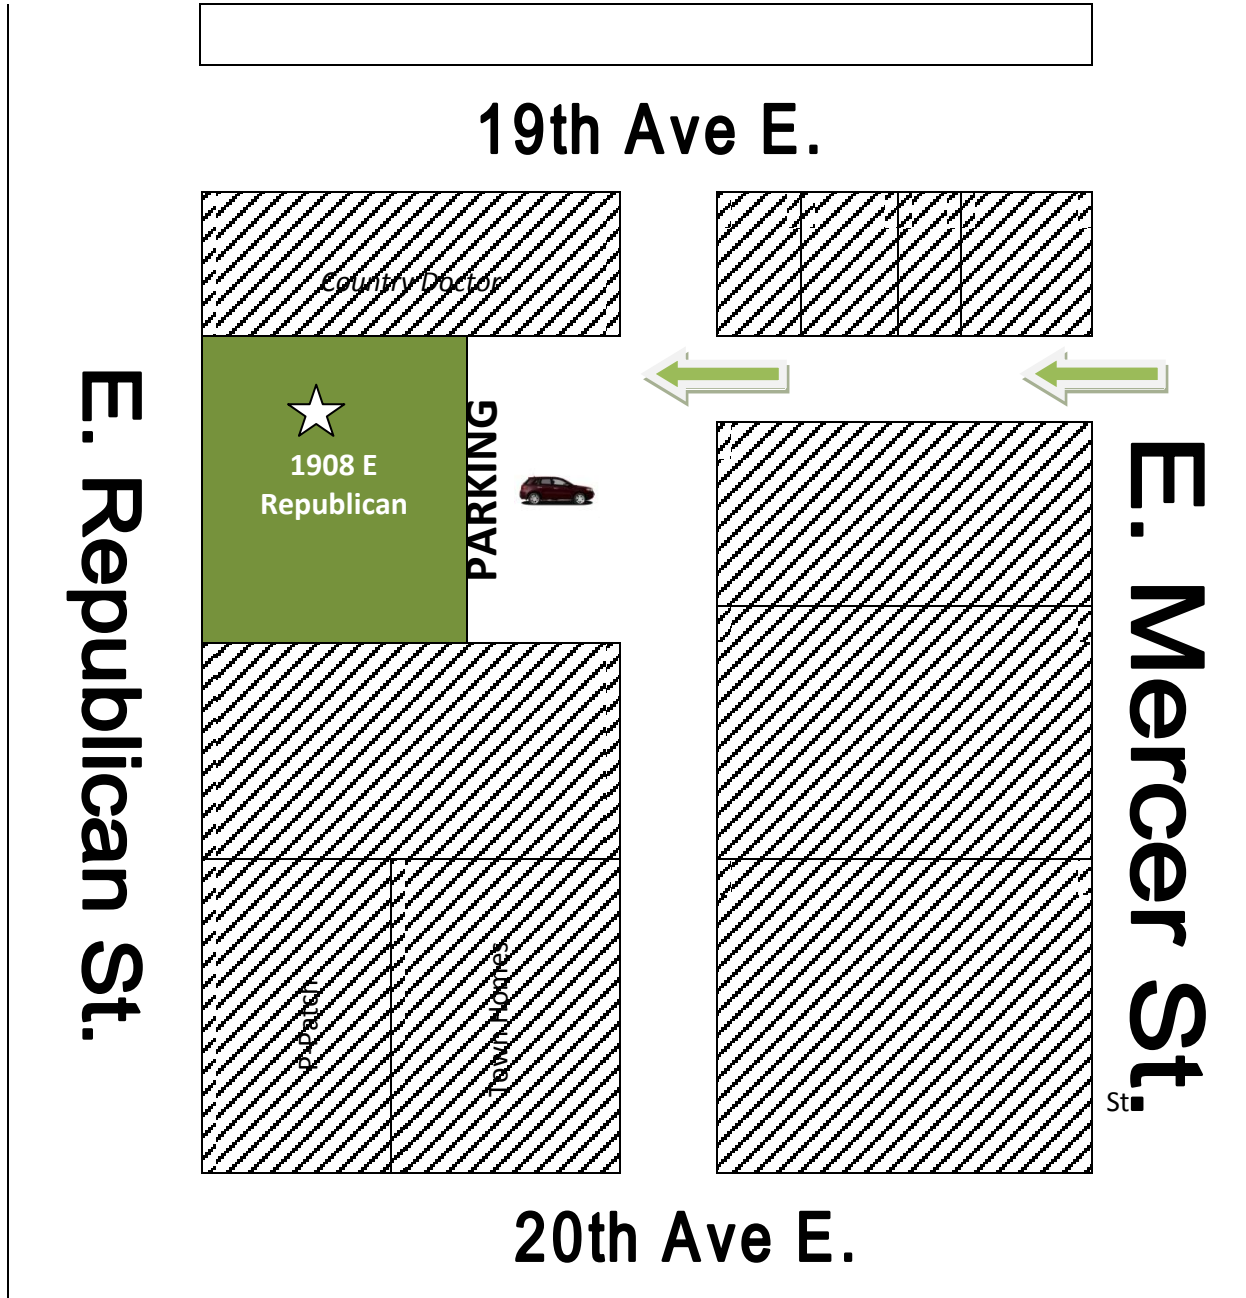 19th Ave E.
Country Doctor
E. Republican St.
1908 E
Republican
PARKING
E. Mercer St.
P-Patch
Town Homes
St
20th Ave E.